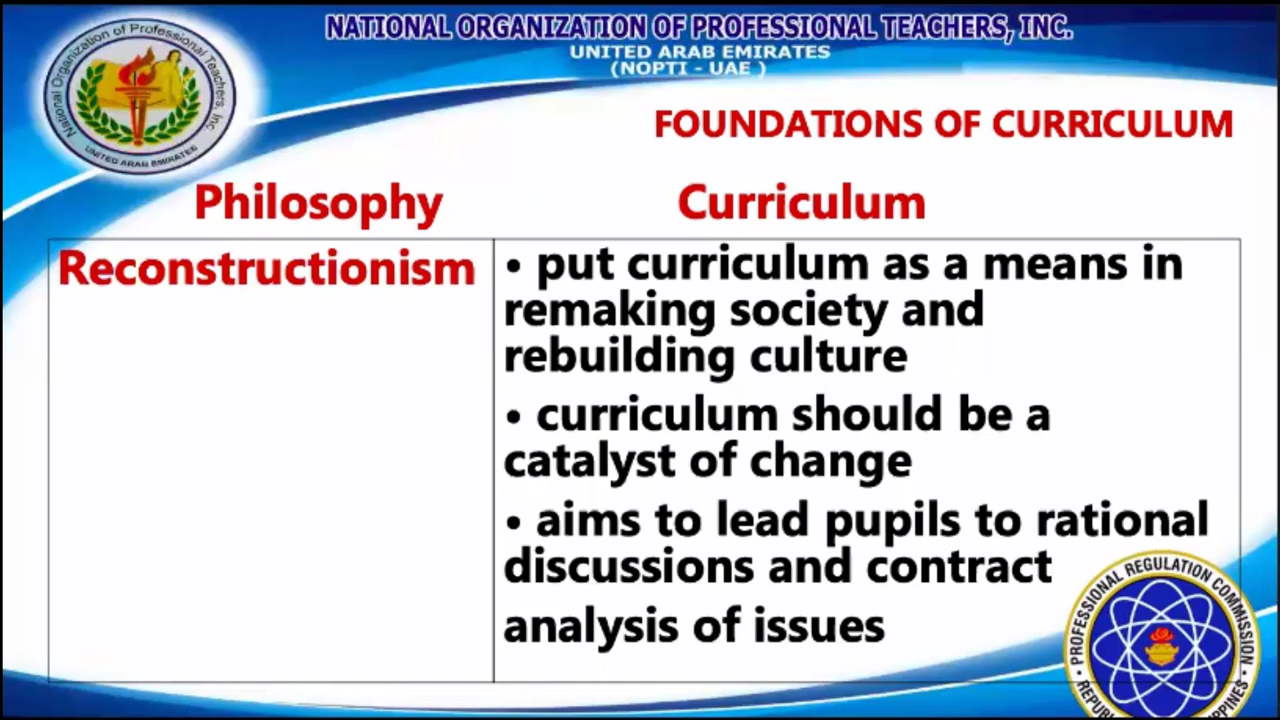 NATIONAL ORGANIZATION OF PROFESSIONAL TEACHERS, INC.
UNITED ARAB EMIRATES
(NOPTI - UAE )
National Organization of Professional Teachers, Inc
UNITED ARAB EMIRATES
FOUNDATIONS OF CURRICULUM
Philosophy
Curriculum
Reconstructionism
• put curriculum as a means in
remaking society and
rebuilding culture
• curriculum should be a
catalyst of change
• aims to lead pupils to rational
discussions and contract
analysis of issues
PROFESSIONAL REGULATION COMMISSION